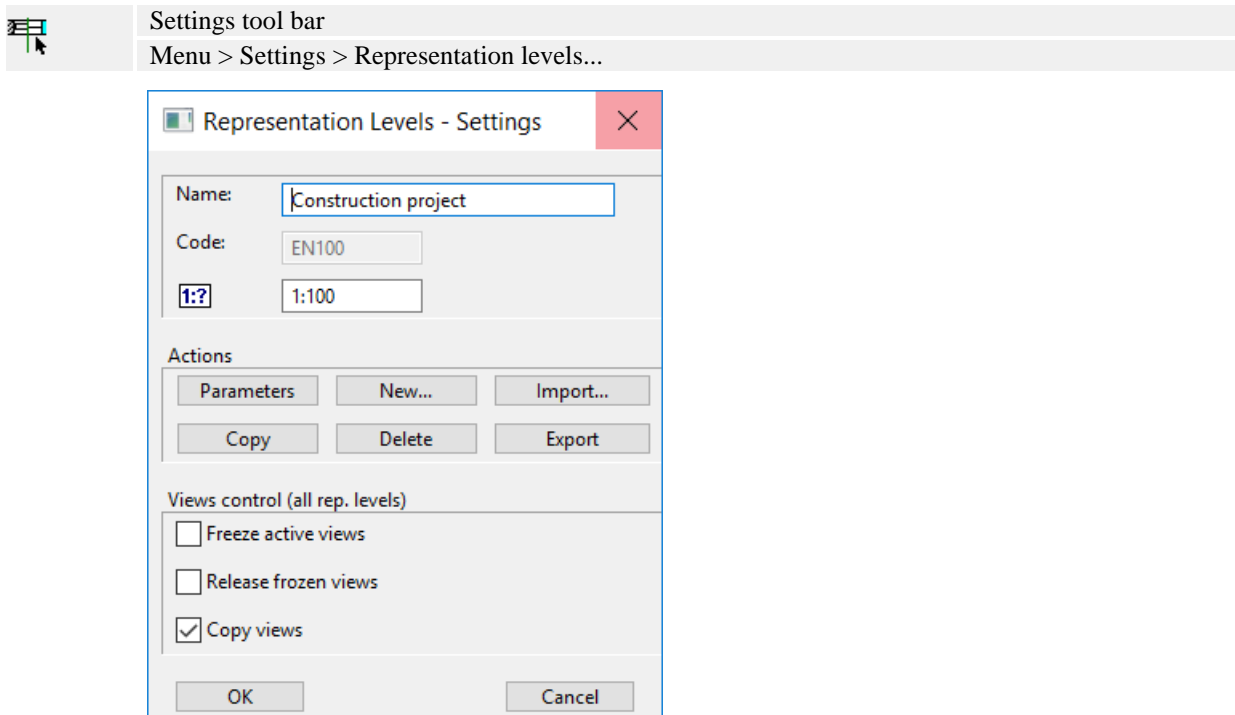 Settings tool bar
Menu > Settings > Representation levels...
Representation Levels - Settings
Name: Construction project
Code: EN100
1:? 1:100
Actions
Parameters New... Import...
Copy Delete Export
Views control (all rep. levels)
Freeze active views
Release frozen views
Copy views
OK Cancel